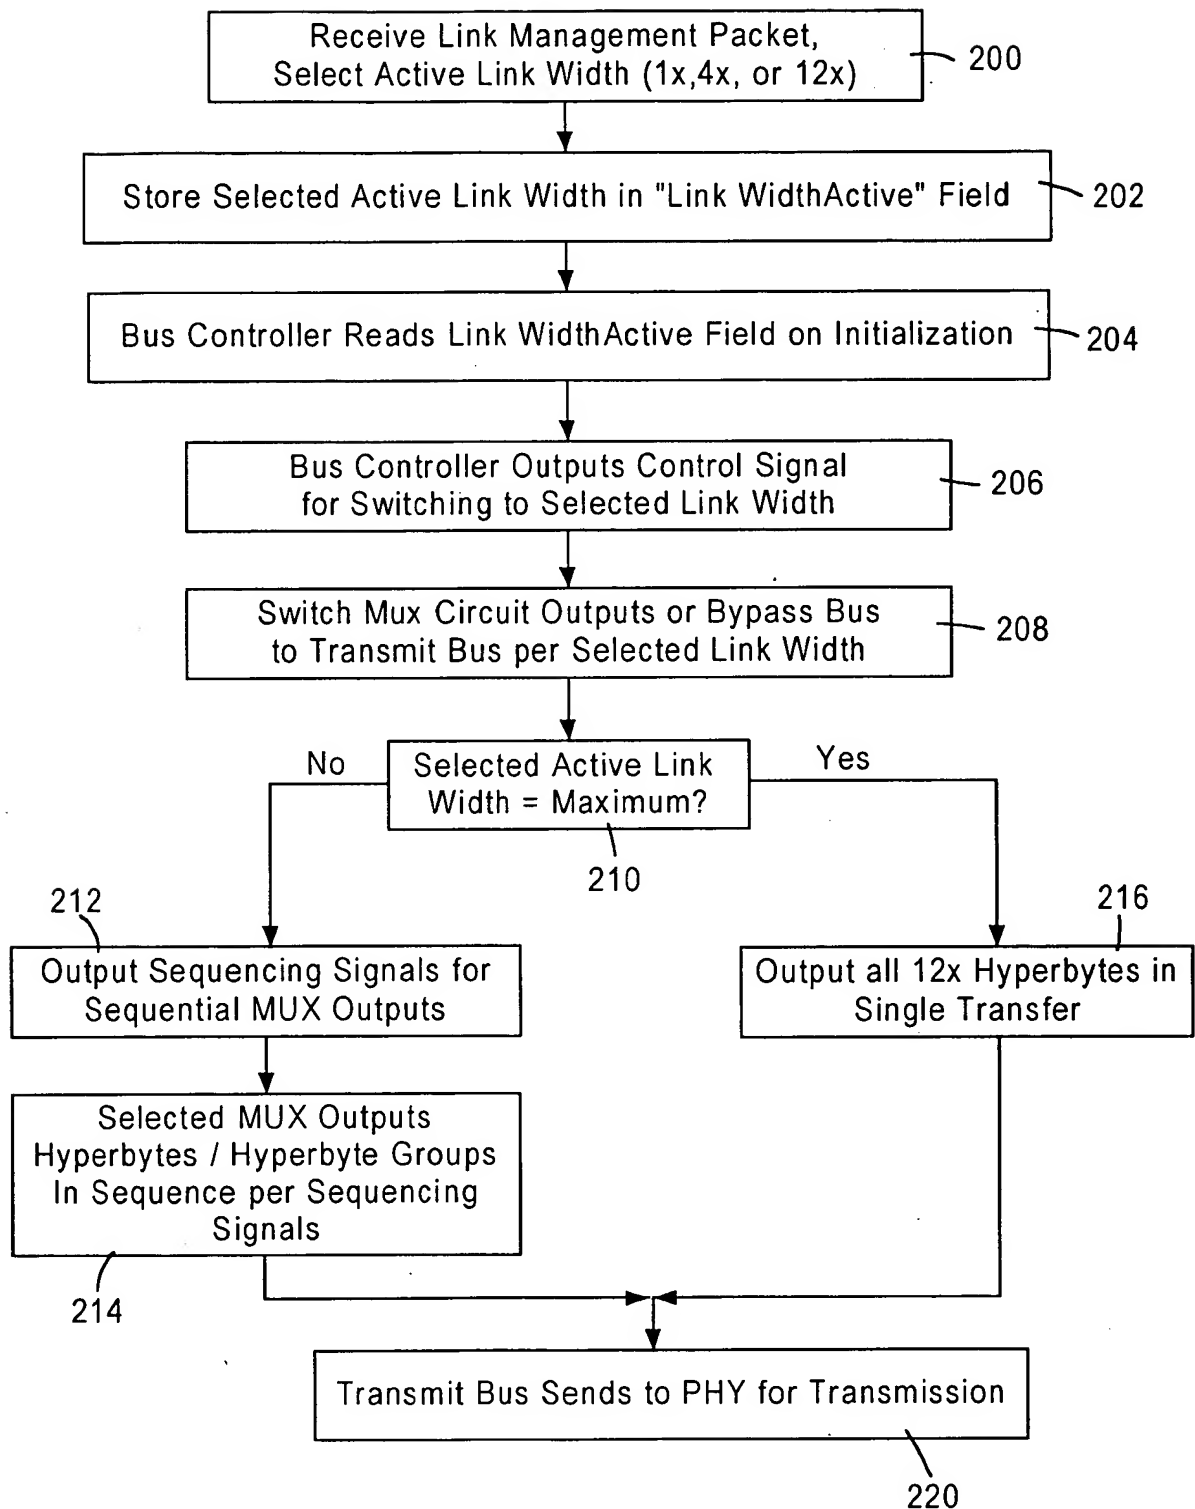 Receive Link Management Packet,
Select Active Link Width (1x,4x, or 12x)
200
Store Selected Active Link Width in "Link WidthActive" Field
202
Bus Controller Reads Link WidthActive Field on Initialization
204
Bus Controller Outputs Control Signal
for Switching to Selected Link Width
206
Switch Mux Circuit Outputs or Bypass Bus
to Transmit Bus per Selected Link Width
208
No
Selected Active Link
Width = Maximum?
Yes
210
212
Output Sequencing Signals for
Sequential MUX Outputs
216
Output all 12x Hyperbytes in
Single Transfer
Selected MUX Outputs
Hyperbytes / Hyperbyte Groups
In Sequence per Sequencing
Signals
214
Transmit Bus Sends to PHY for Transmission
220